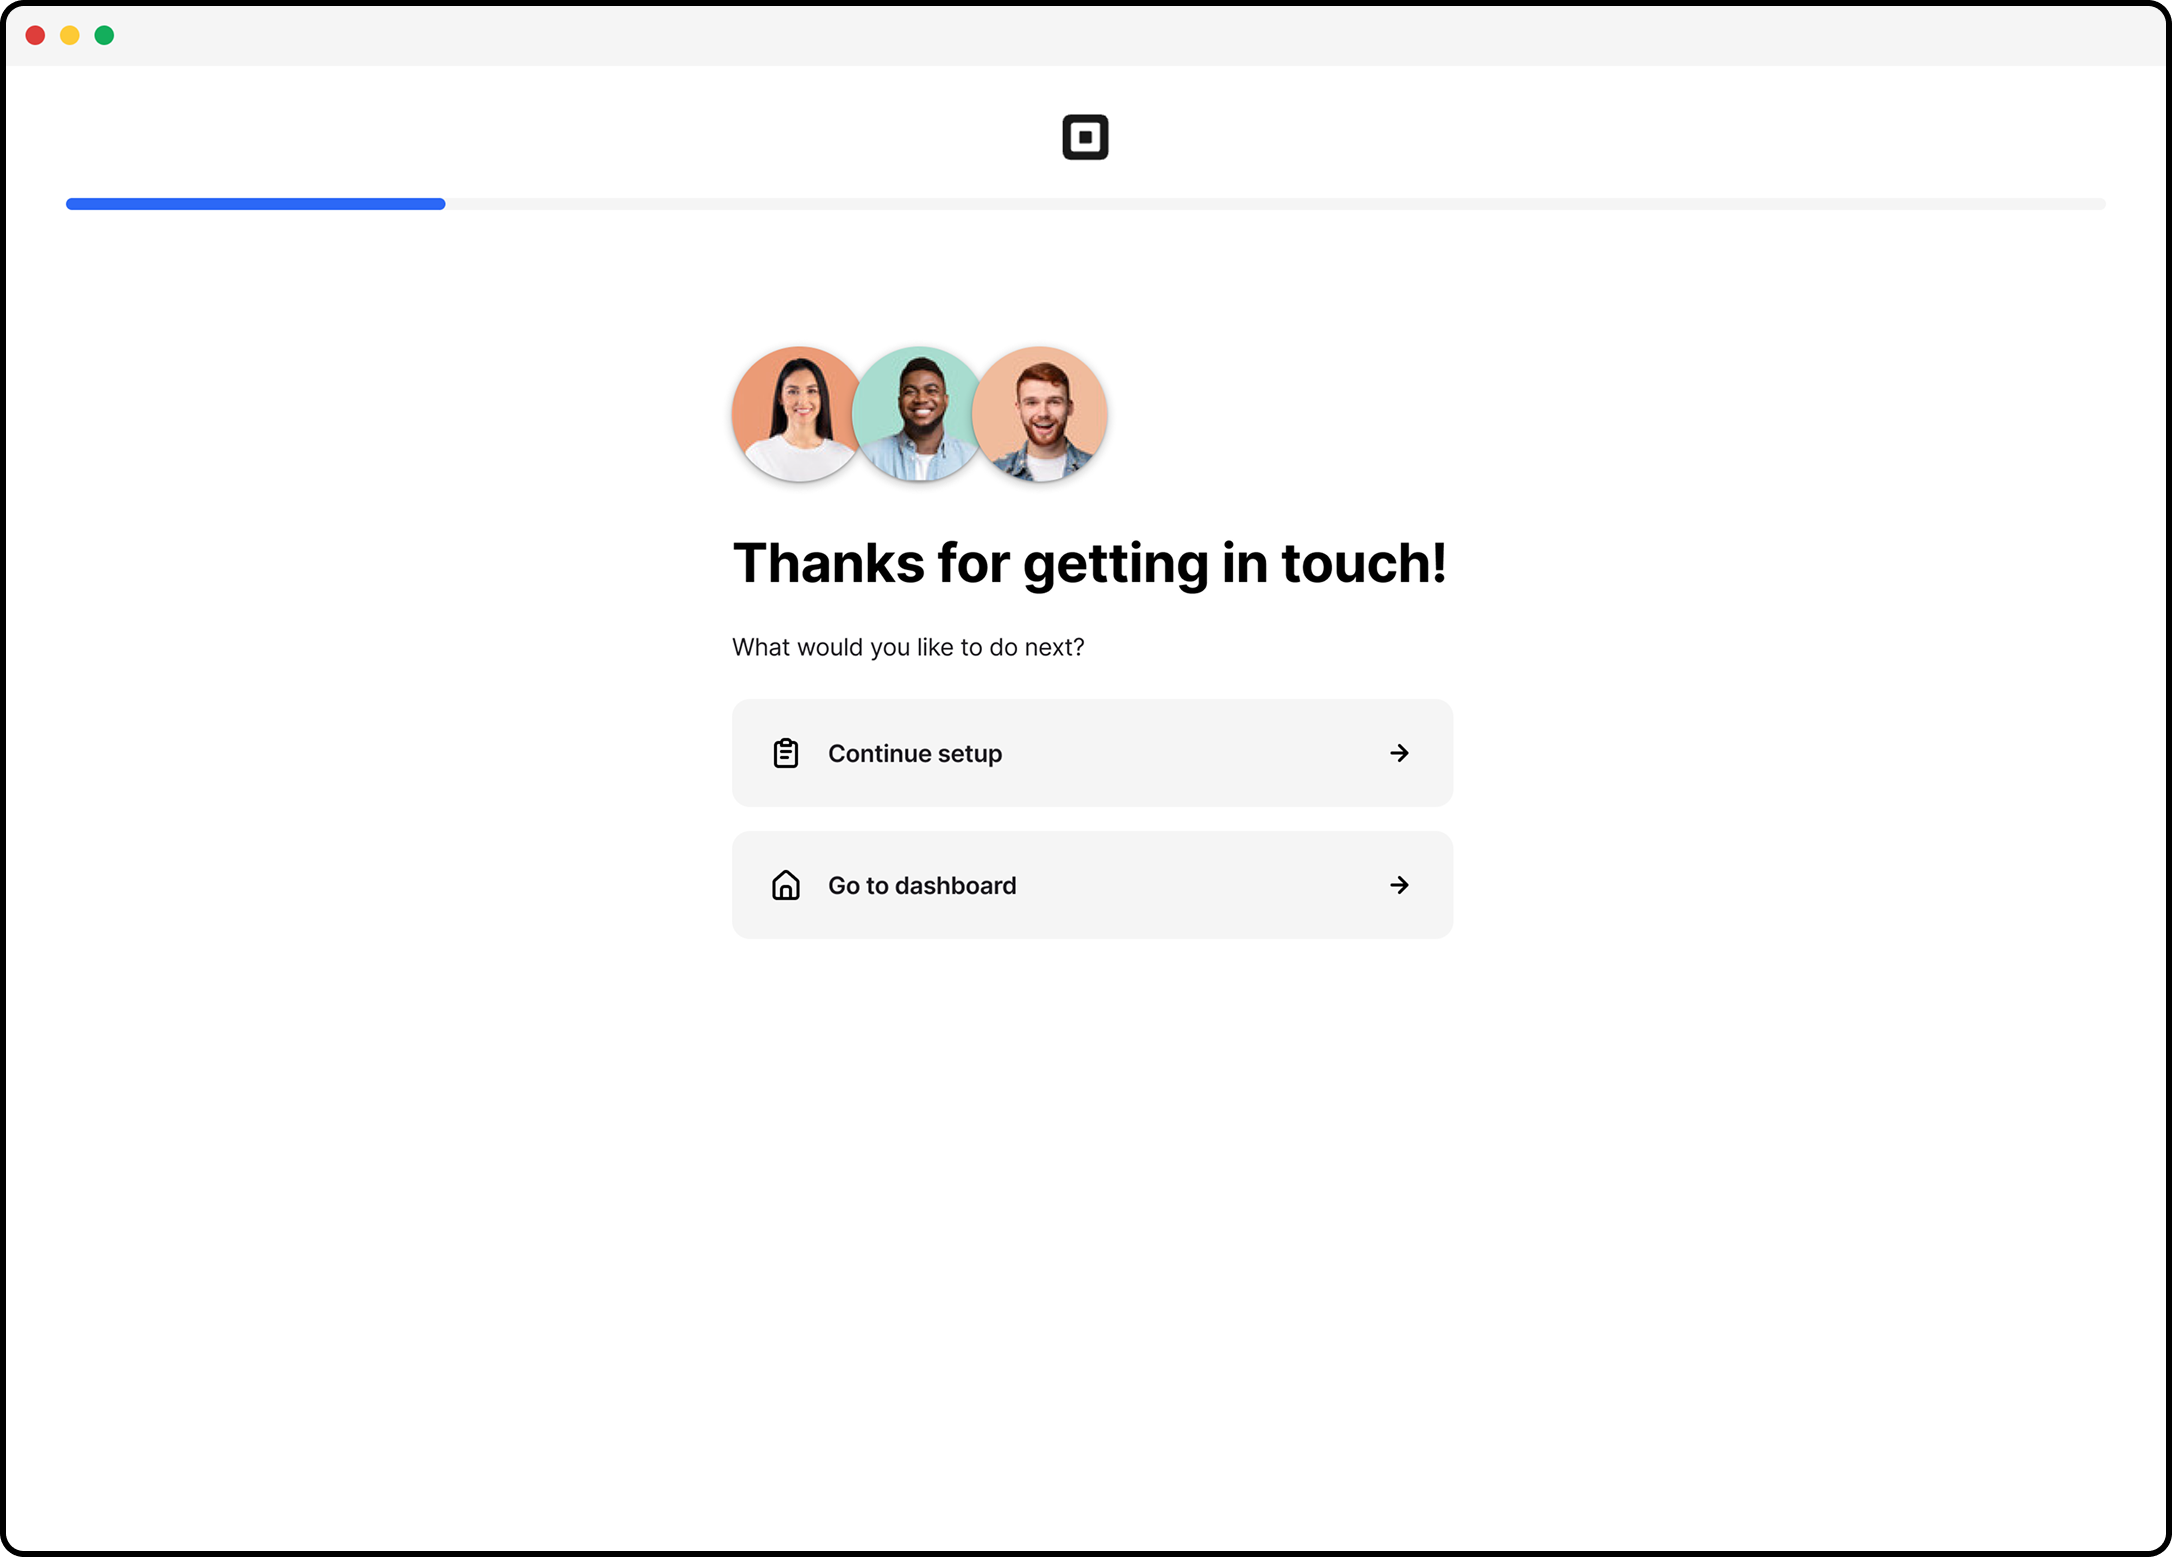 Thanks for getting in touch!
What would you like to do next?
Continue setup
Go to dashboard